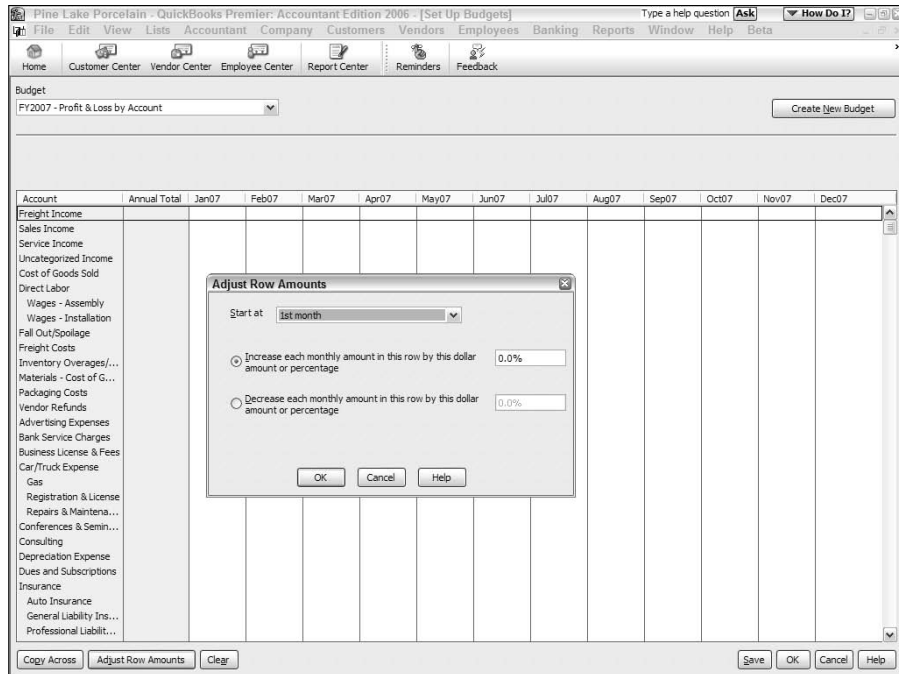 Pine Lake Porcelain - QuickBooks Premier: Accountant Edition 2006 - [Set Up Budgets] Type a help question Ask How Do I?
File Edit View Lists Accountant Company Customers Vendors Employees Banking Reports Window Help Beta
Home Customer Center Vendor Center Employee Center Report Center Reminders Feedback
Budget
FY2007 - Profit & Loss by Account Create New Budget
Account Annual Total Jan07 Feb07 Mar07 Apr07 May07 Jun07 Jul07 Aug07 Sep07 Oct07 Nov07 Dec07
Freight Income
Sales Income
Service Income
Uncategorized Income
Cost of Goods Sold
Direct Labor
Wages - Assembly
Wages - Installation
Fall Out/Spoilage
Freight Costs
Inventory Overages/...
Materials - Cost of G...
Packaging Costs
Vendor Refunds
Advertising Expenses
Bank Service Charges
Business License & Fees
Car/Truck Expense
Gas
Registration & License
Repairs & Maintena...
Conferences & Semin...
Consulting
Depreciation Expense
Dues and Subscriptions
Insurance
Auto Insurance
General Liability Ins...
Professional Liabilit...
Adjust Row Amounts
Start at 1st month
Increase each monthly amount in this row by this dollar 0.0%
amount or percentage
Decrease each monthly amount in this row by this dollar 0.0%
amount or percentage
OK Cancel Help
Copy Across Adjust Row Amounts Clear Save OK Cancel Help